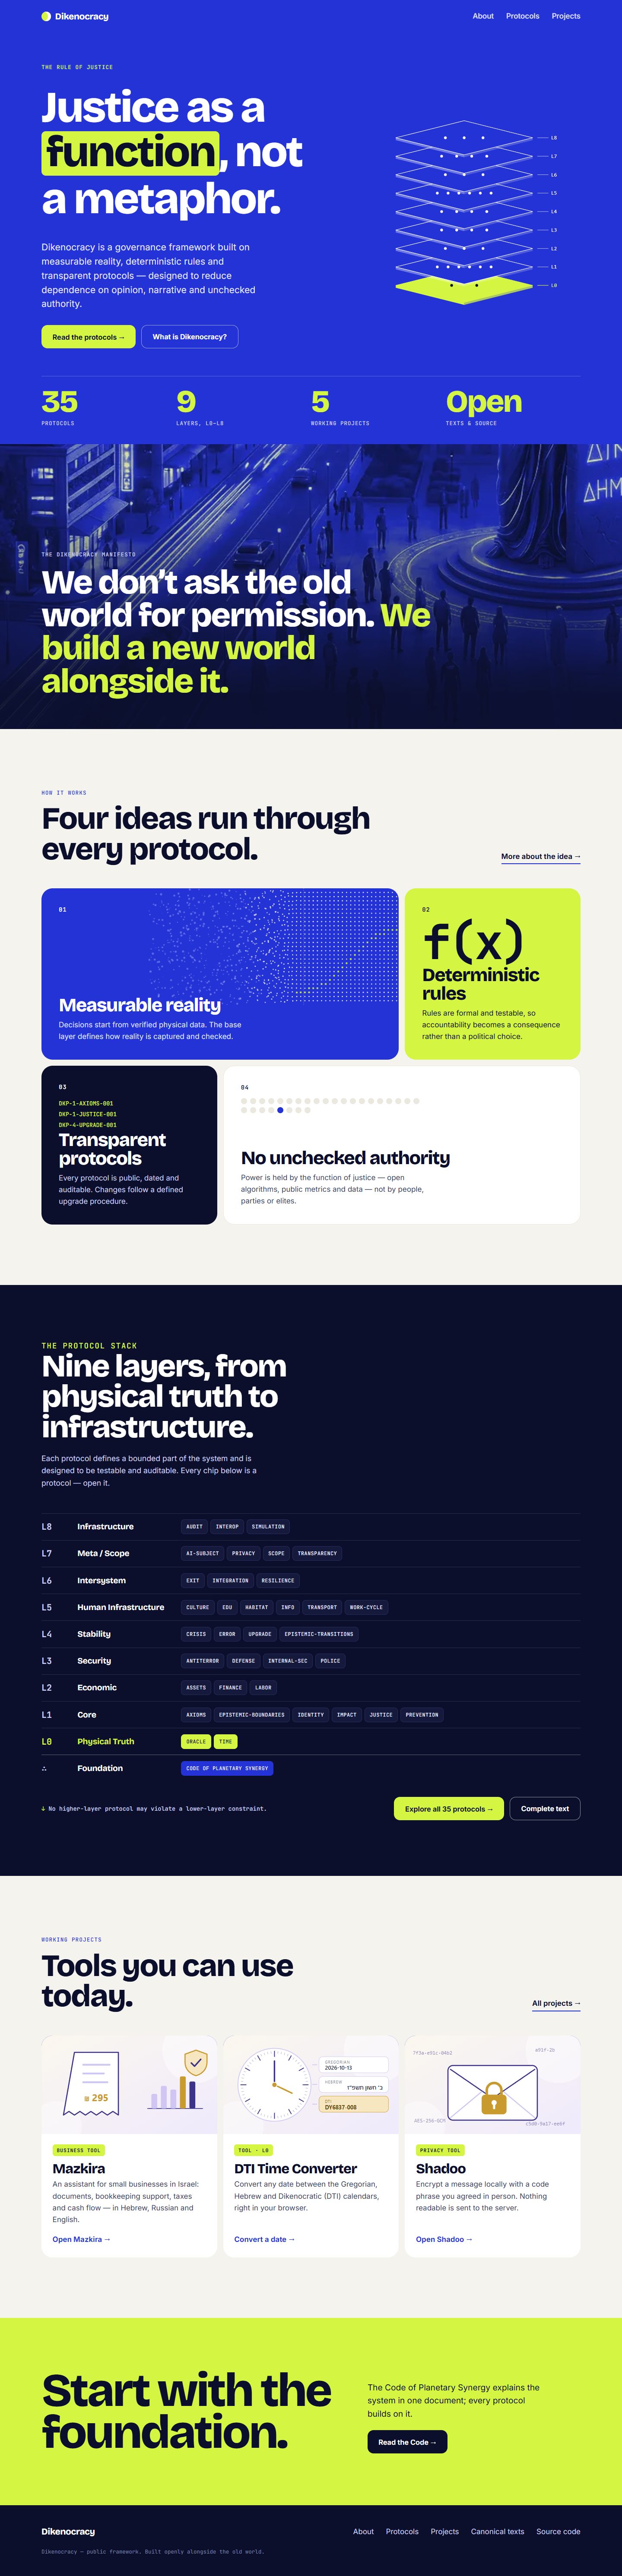 Dikenocracy
About Protocols Projects
THE RULE OF JUSTICE
Justice as a
function, not
a metaphor.
Dikenocracy is a governance framework built on
measurable reality, deterministic rules and
transparent protocols — designed to reduce
dependence on opinion, narrative and unchecked
authority.
Read the protocols →
What is Dikenocracy?
L8
L7
L6
L5
L4
L3
L2
L1
L0
35
PROTOCOLS
9
LAYERS, L0–L8
5
WORKING PROJECTS
Open
TEXTS & SOURCE
THE DIKENOCRACY MANIFESTO
We don't ask the old
world for permission. We
build a new world
alongside it.
HOW IT WORKS
Four ideas run through
every protocol.
More about the idea →
01
Measurable reality
Decisions start from verified physical data. The base
layer defines how reality is captured and checked.
02
f(x)
Deterministic
rules
Rules are formal and testable, so
accountability becomes a consequence
rather than a political choice.
03
DKP-1-AXIOMS-001
DKP-1-JUSTICE-001
DKP-4-UPGRADE-001
Transparent
protocols
Every protocol is public, dated and
auditable. Changes follow a defined
upgrade procedure.
04
No unchecked authority
Power is held by the function of justice — open
algorithms, public metrics and data — not by people,
parties or elites.
THE PROTOCOL STACK
Nine layers, from
physical truth to
infrastructure.
Each protocol defines a bounded part of the system and is
designed to be testable and auditable. Every chip below is a
protocol — open it.
L8 Infrastructure AUDIT INTEROP SIMULATION
L7 Meta / Scope AI-SUBJECT PRIVACY SCOPE TRANSPARENCY
L6 Intersystem EXIT INTEGRATION RESILIENCE
L5 Human Infrastructure CULTURE EDU HABITAT INFO TRANSPORT WORK-CYCLE
L4 Stability CRISIS ERROR UPGRADE EPISTEMIC-TRANSITIONS
L3 Security ANTITERROR DEFENSE INTERNAL-SEC POLICE
L2 Economic ASSETS FINANCE LABOR
L1 Core AXIOMS EPISTEMIC-BOUNDARIES IDENTITY IMPACT JUSTICE PREVENTION
L0 Physical Truth ORACLE TIME
∴ Foundation CODE OF PLANETARY SYNERGY
↓ No higher-layer protocol may violate a lower-layer constraint.
Explore all 35 protocols →
Complete text
WORKING PROJECTS
Tools you can use
today.
All projects →
₪ 295
BUSINESS TOOL
Mazkira
An assistant for small businesses in Israel:
documents, bookkeeping support, taxes
and cash flow — in Hebrew, Russian and
English.
Open Mazkira →
GREGORIAN
2026-10-13
HEBREW
ב׳ חשוון תשפ״ז
DTI
DY6837·008
TOOL · L0
DTI Time Converter
Convert any date between the Gregorian,
Hebrew and Dikenocratic (DTI) calendars,
right in your browser.
Convert a date →
AES-256-GCM
PRIVACY TOOL
Shadoo
Encrypt a message locally with a code
phrase you agreed in person. Nothing
readable is sent to the server.
Open Shadoo →
Start with the
foundation.
The Code of Planetary Synergy explains the
system in one document; every protocol
builds on it.
Read the Code →
Dikenocracy
About Protocols Projects Canonical texts Source code
Dikenocracy — public framework. Built openly alongside the old world.